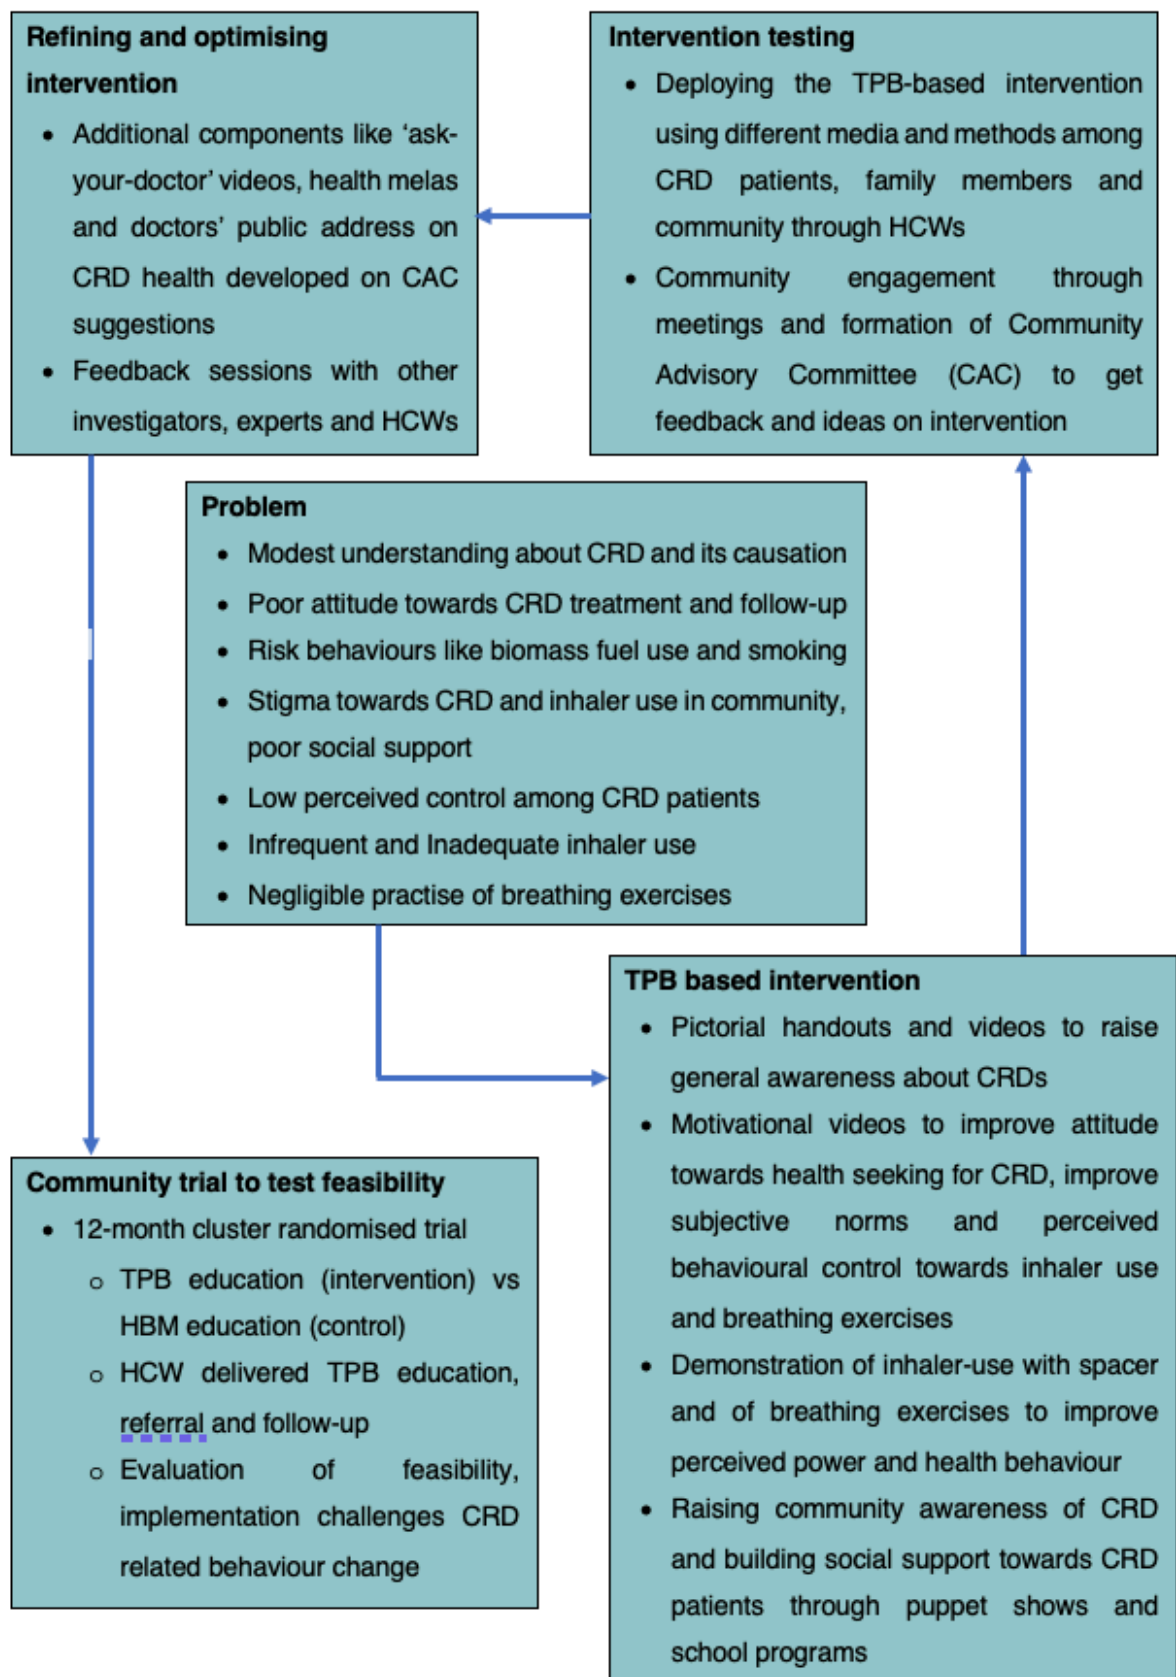 Refining and optimising
intervention
• Additional components like ‘ask-
your-doctor’ videos, health melas
and doctors’ public address on
CRD health developed on CAC
suggestions
• Feedback sessions with other
investigators, experts and HCWs
Intervention testing
• Deploying the TPB-based intervention
using different media and methods among
CRD patients, family members and
community through HCWs
• Community engagement through
meetings and formation of Community
Advisory Committee (CAC) to get
feedback and ideas on intervention
Problem
• Modest understanding about CRD and its causation
• Poor attitude towards CRD treatment and follow-up
• Risk behaviours like biomass fuel use and smoking
• Stigma towards CRD and inhaler use in community,
poor social support
• Low perceived control among CRD patients
• Infrequent and Inadequate inhaler use
• Negligible practise of breathing exercises
TPB based intervention
• Pictorial handouts and videos to raise
general awareness about CRDs
• Motivational videos to improve attitude
towards health seeking for CRD, improve
subjective norms and perceived
behavioural control towards inhaler use
and breathing exercises
• Demonstration of inhaler-use with spacer
and of breathing exercises to improve
perceived power and health behaviour
• Raising community awareness of CRD
and building social support towards CRD
patients through puppet shows and
school programs
Community trial to test feasibility
• 12-month cluster randomised trial
o TPB education (intervention) vs
HBM education (control)
o HCW delivered TPB education,
referral and follow-up
o Evaluation of feasibility,
implementation challenges CRD
related behaviour change